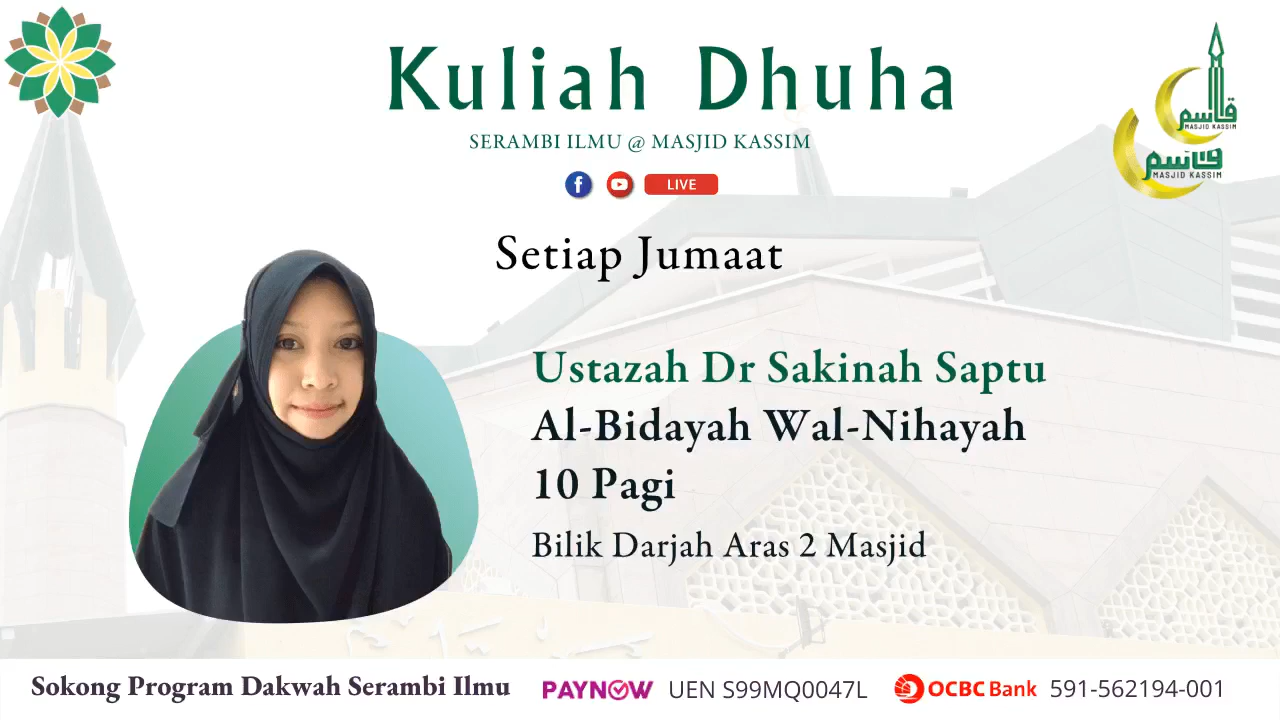 Kuliah Dhuha
SERAMBI ILMU @ MASJID KASSIM
LIVE
قاسم
MASJID KASSIM
قاسم
MASJID KASSIM
Setiap Jumaat
Ustazah Dr Sakinah Saptu
Al-Bidayah Wal-Nihayah
10 Pagi
Bilik Darjah Aras 2 Masjid
Sokong Program Dakwah Serambi Ilmu PAYNOW UEN S99MQ0047L OCBC Bank 591-562194-001